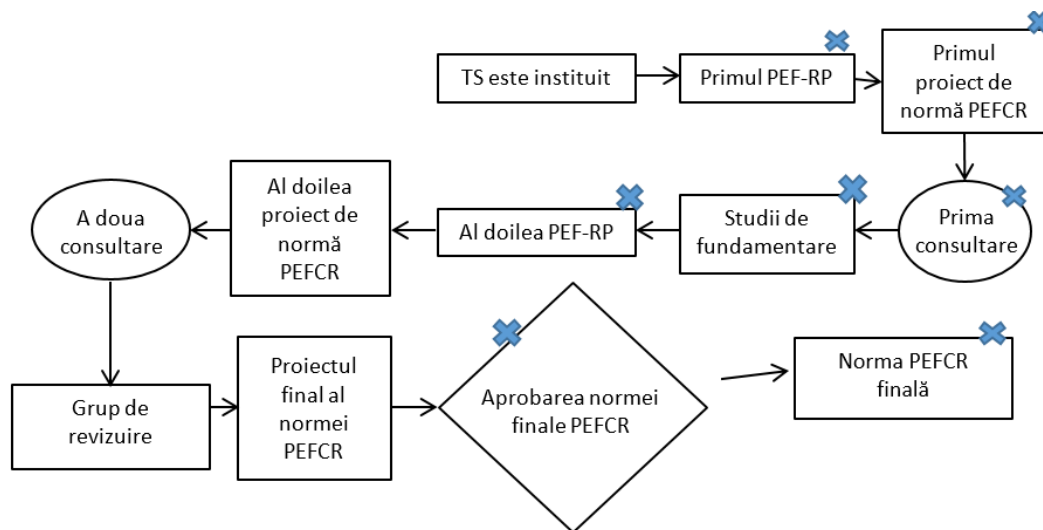 TS este instituit
Primul PEF-RP
Primul
proiect de
normă PEFCR
Prima
consultare
Studii de
fundamentare
Al doilea PEF-RP
Al doilea
proiect de
normă
PEFCR
A doua
consultare
Grup de
revizuire
Proiectul
final al
normei
PEFCR
Aprobarea normei
finale PEFCR
Norma PEFCR
finală